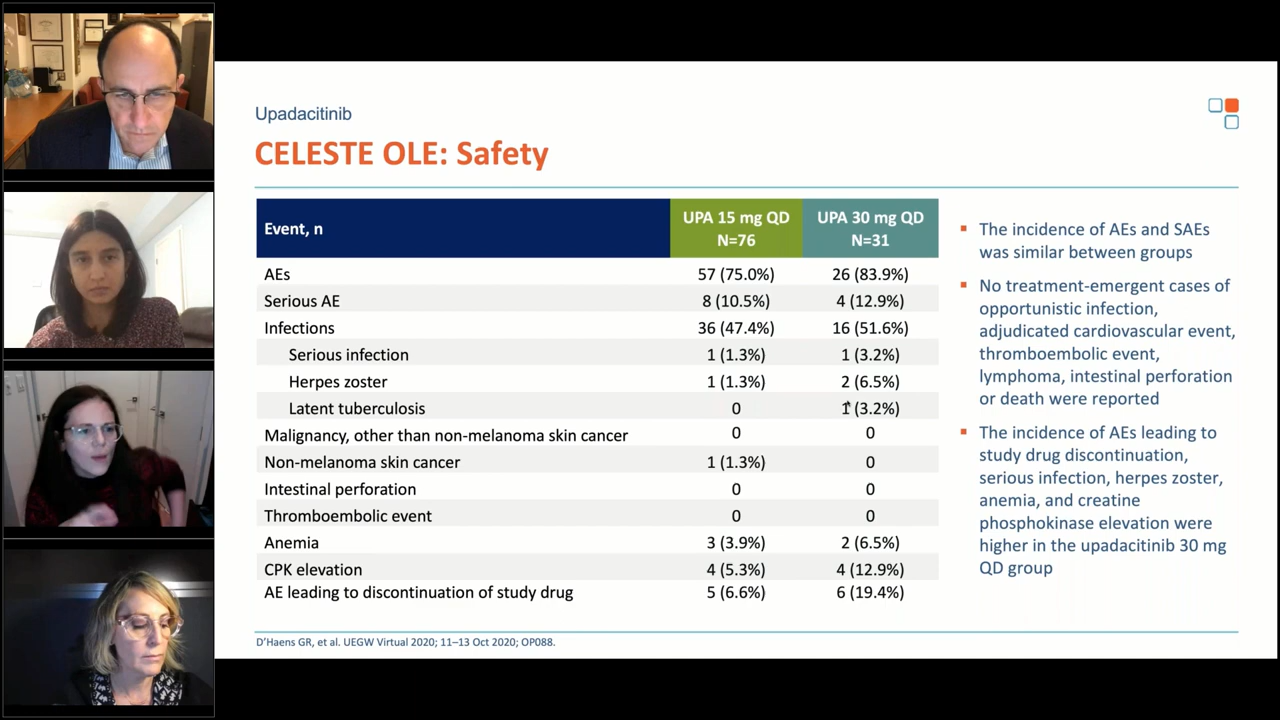 Upadacitinib
CELESTE OLE: Safety
Event, n
UPA 15 mg QD
N=76
UPA 30 mg QD
N=31
AEs 57 (75.0%) 26 (83.9%)
Serious AE 8 (10.5%) 4 (12.9%)
Infections 36 (47.4%) 16 (51.6%)
Serious infection 1 (1.3%) 1 (3.2%)
Herpes zoster 1 (1.3%) 2 (6.5%)
Latent tuberculosis 0 1 (3.2%)
Malignancy, other than non-melanoma skin cancer 0 0
Non-melanoma skin cancer 1 (1.3%) 0
Intestinal perforation 0 0
Thromboembolic event 0 0
Anemia 3 (3.9%) 2 (6.5%)
CPK elevation 4 (5.3%) 4 (12.9%)
AE leading to discontinuation of study drug 5 (6.6%) 6 (19.4%)
The incidence of AEs and SAEs
was similar between groups
No treatment-emergent cases of
opportunistic infection,
adjudicated cardiovascular event,
thromboembolic event,
lymphoma, intestinal perforation
or death were reported
The incidence of AEs leading to
study drug discontinuation,
serious infection, herpes zoster,
anemia, and creatine
phosphokinase elevation were
higher in the upadacitinib 30 mg
QD group
D'Haens GR, et al. UEGW Virtual 2020; 11–13 Oct 2020; OP088.